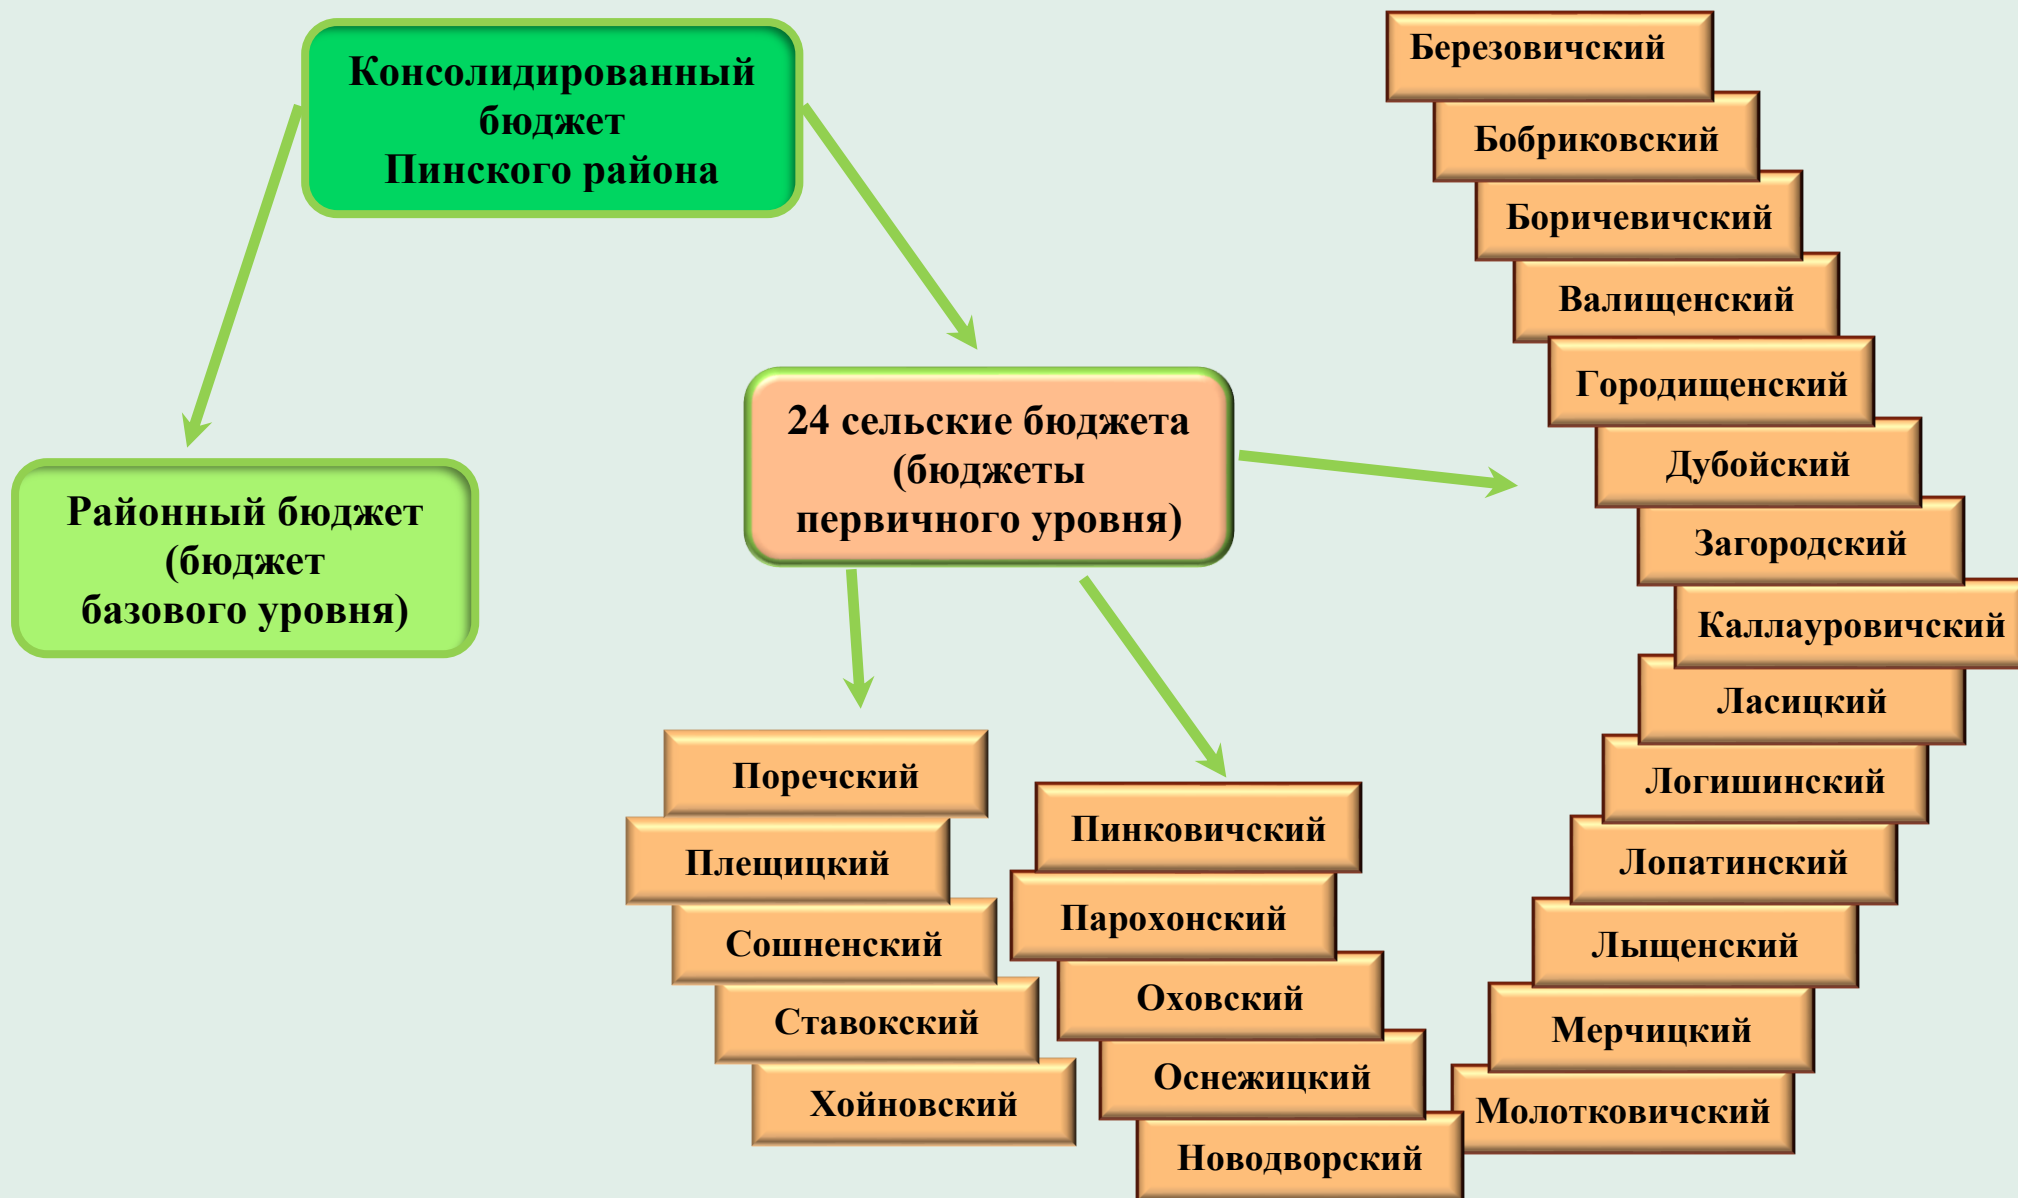 Консолидированный
бюджет
Пинского района
Районный бюджет
(бюджет
базового уровня)
24 сельские бюджета
(бюджеты
первичного уровня)
Березовичский
Бобриковский
Боричевичский
Валищенский
Городищенский
Дубойский
Загородский
Каллауровичский
Ласицкий
Логишинский
Лопатинский
Лыщенский
Мерчицкий
Молотковичский
Поречский
Плещицкий
Сошненский
Ставокский
Хойновский
Пинковичский
Парохонский
Оховский
Оснежицкий
Новодворский